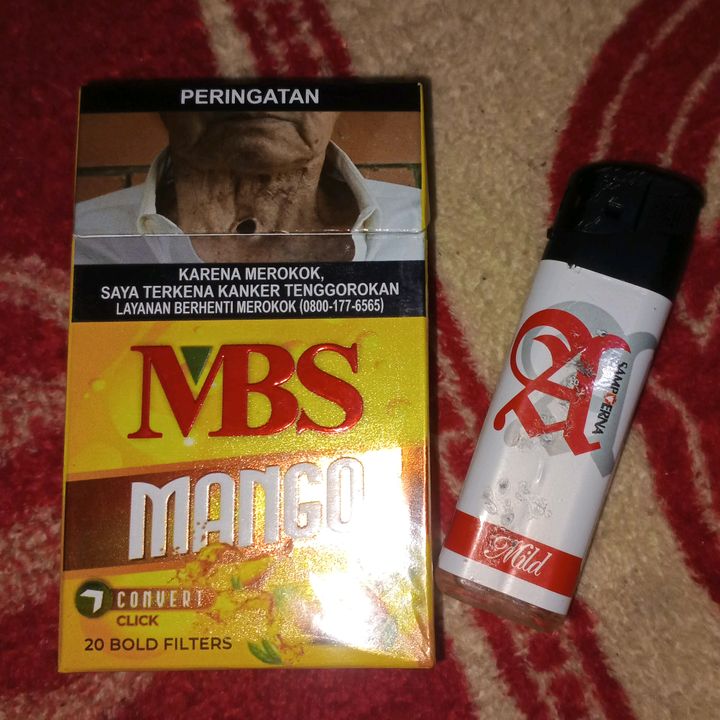 PERINGATAN
KARENA MEROKOK,
SAYA TERKENA KANKER TENGGOROKAN
LAYANAN BERHENTI MEROKOK (0800-177-6565)
MBS
MANGO
CONVERT
CLICK
20 BOLD FILTERS
A
SAMPOERNA
Mild